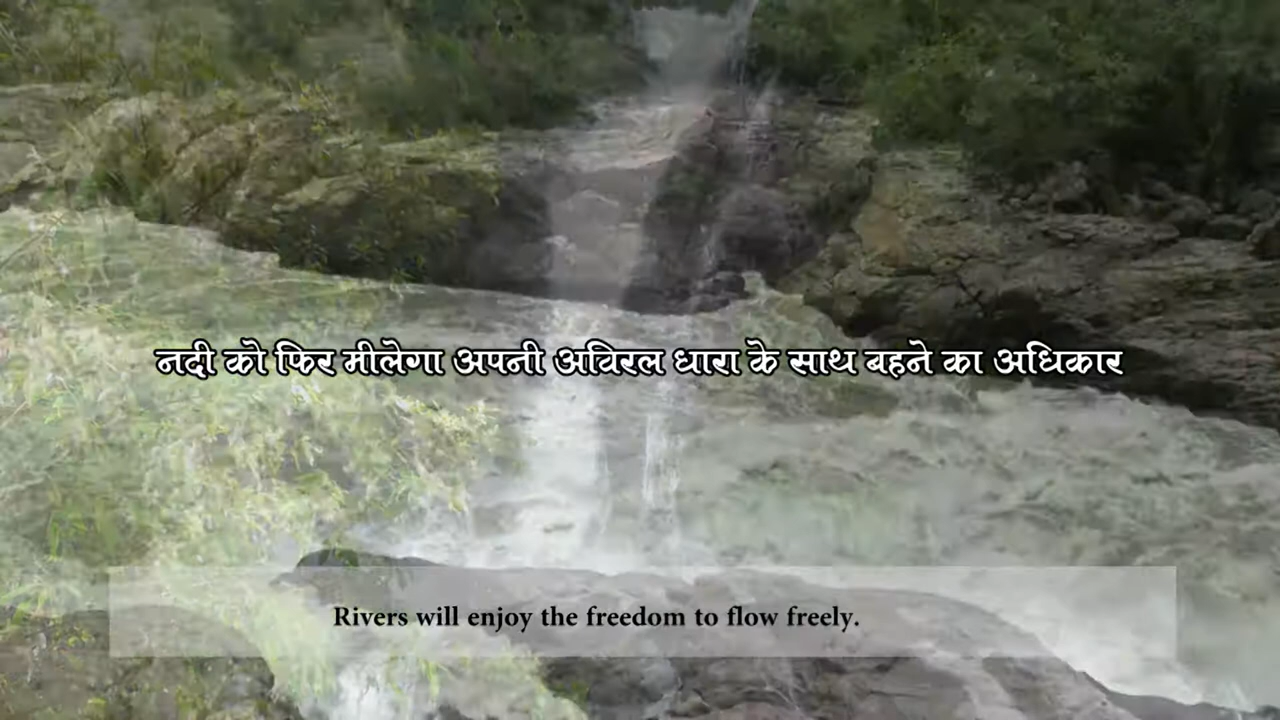 नदी को फिर मीलेगा अपनी अविरल धारा के साथ बहने का अधिकार
Rivers will enjoy the freedom to flow freely.